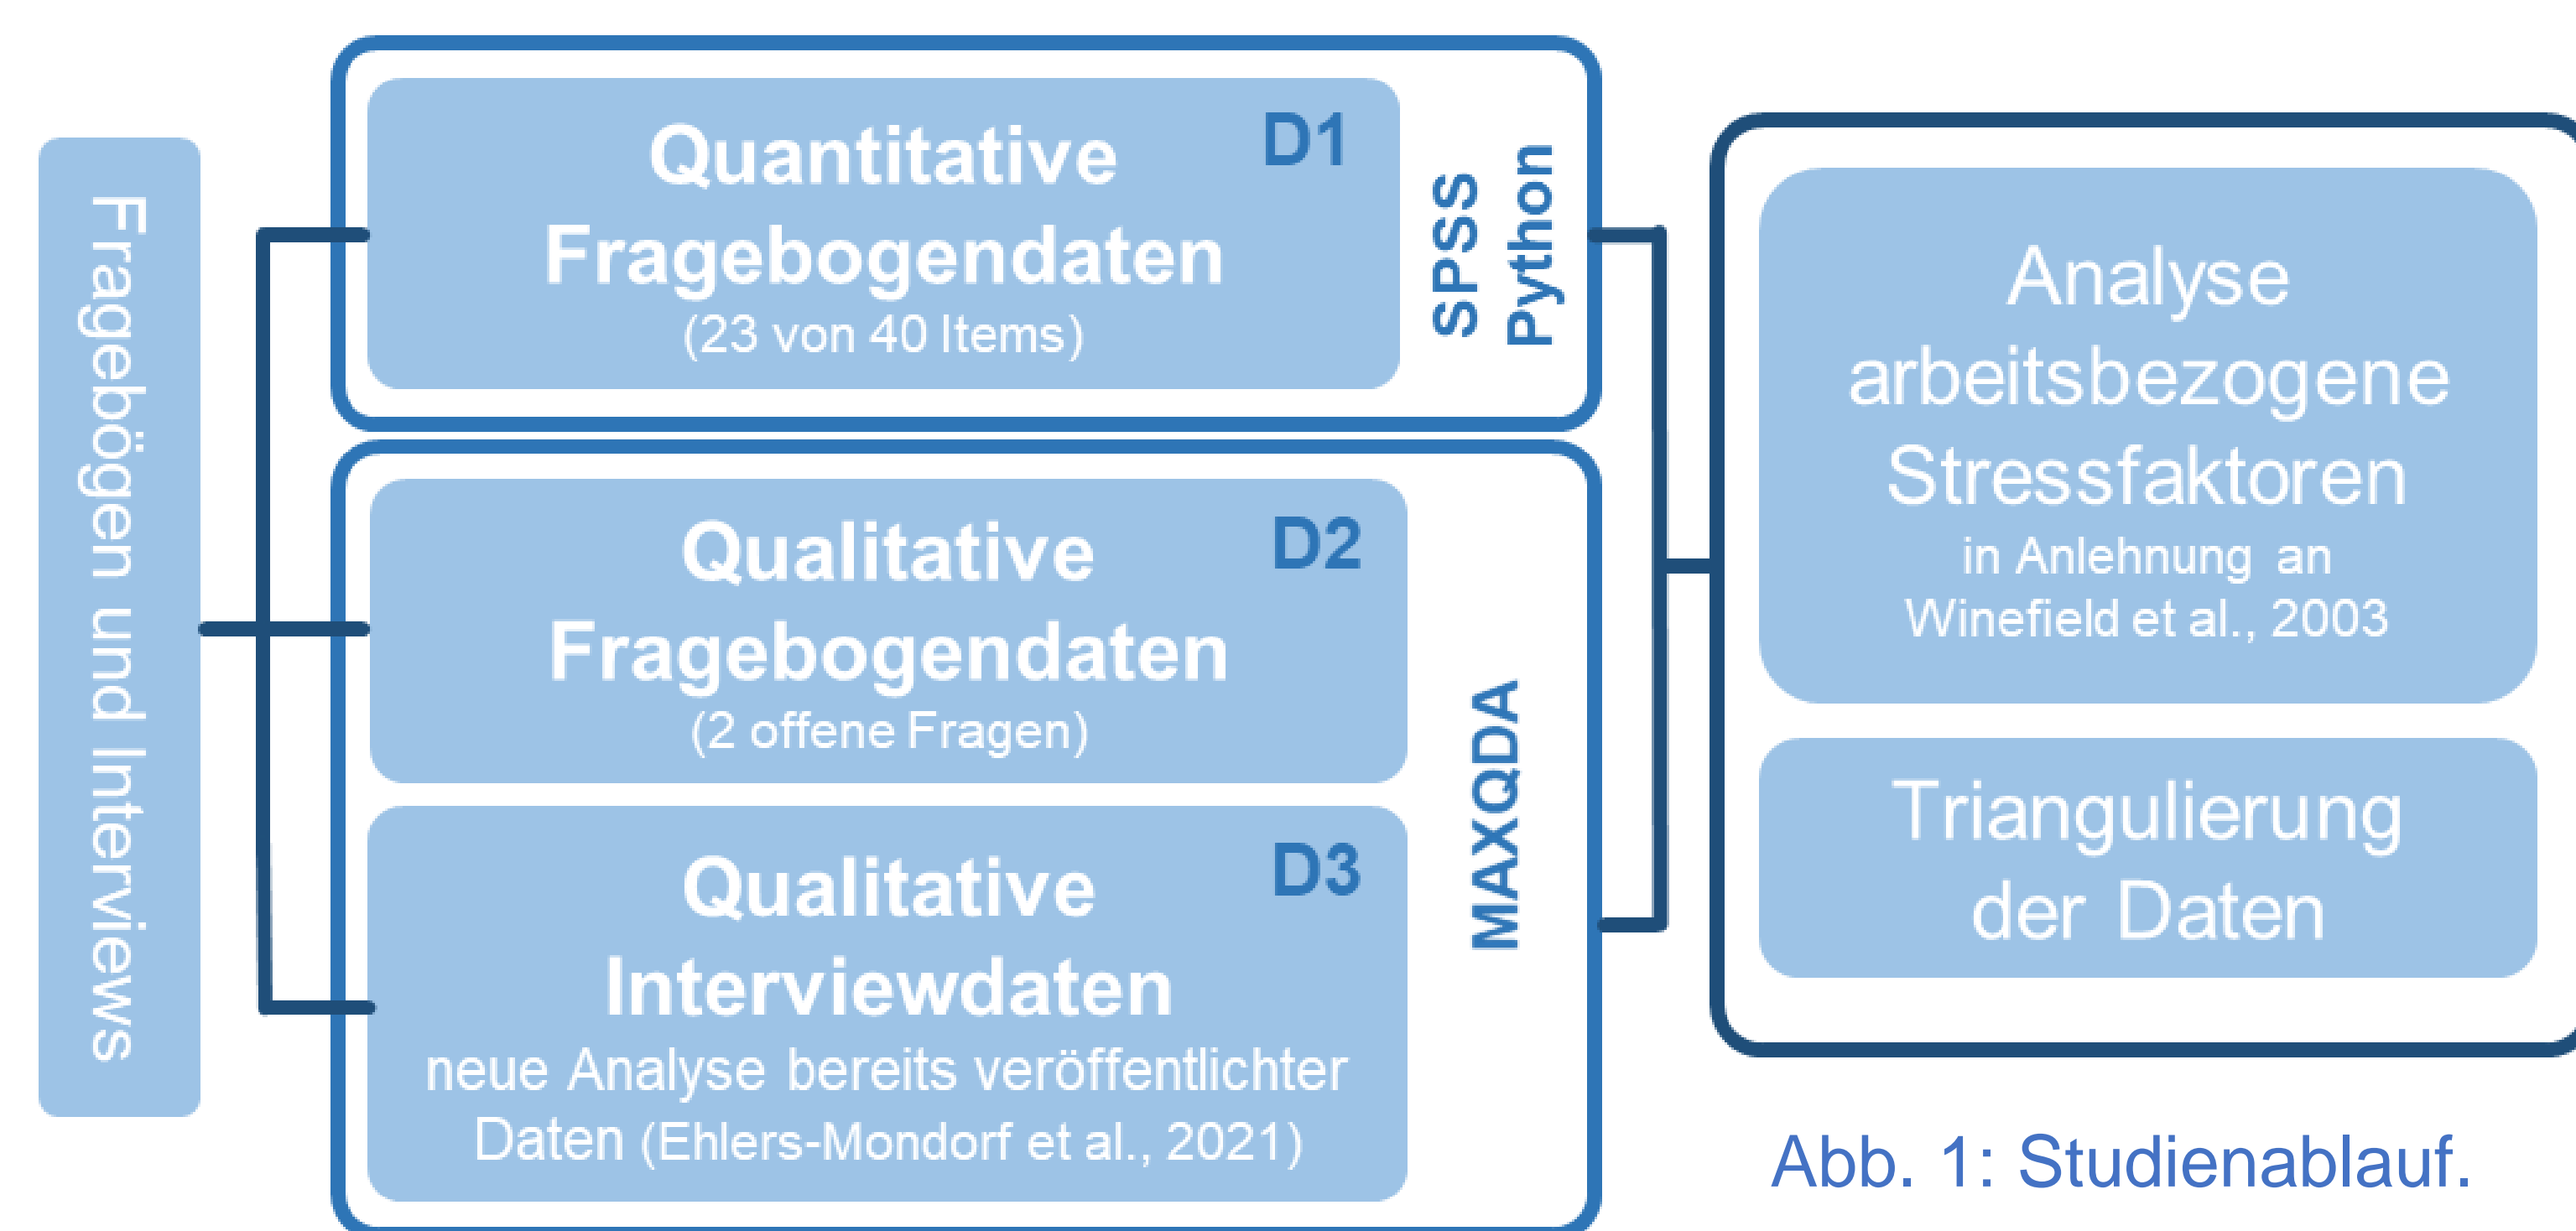 Fragebögen und Interviews
Quantitative
Fragebogendaten
(23 von 40 Items)
D1
SPSS
Python
Qualitative
Fragebogendaten
(2 offene Fragen)
D2
Qualitative
Interviewdaten
neue Analyse bereits veröffentlichter
Daten (Ehlers-Mondorf et al., 2021)
D3
MAXQDA
Analyse
arbeitsbezogene
Stressfaktoren
in Anlehnung an
Winefield et al., 2003
Triangulierung
der Daten
Abb. 1: Studienablauf.